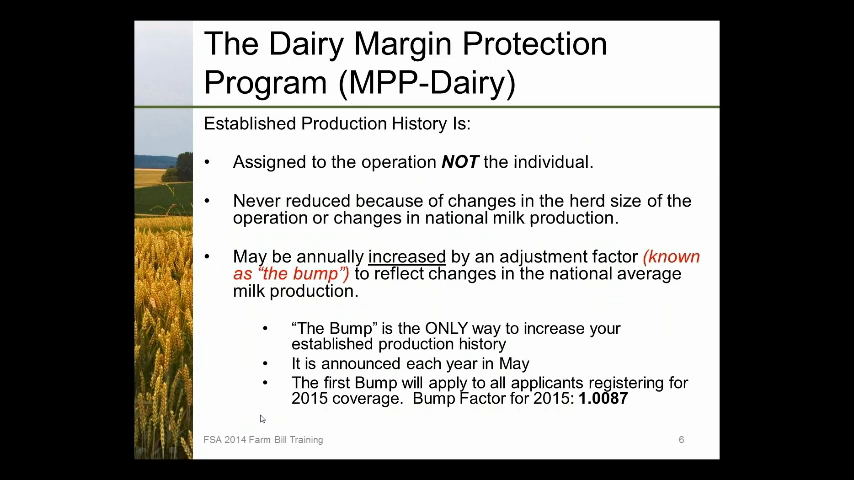 The Dairy Margin Protection
Program (MPP-Dairy)
Established Production History Is:
• Assigned to the operation NOT the individual.
• Never reduced because of changes in the herd size of the
operation or changes in national milk production.
• May be annually increased by an adjustment factor (known
as “the bump”) to reflect changes in the national average
milk production.
• “The Bump” is the ONLY way to increase your
established production history
• It is announced each year in May
• The first Bump will apply to all applicants registering for
2015 coverage. Bump Factor for 2015: 1.0087
FSA 2014 Farm Bill Training
6